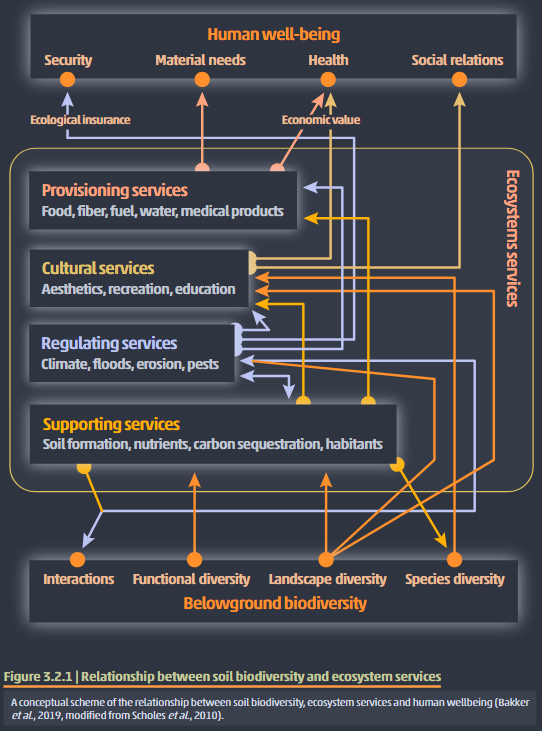 Human well-being
Security
Material needs
Health
Social relations
Ecological insurance
Economic value
Ecosystems services
Provisioning services
Food, fiber, fuel, water, medical products
Cultural services
Aesthetics, recreation, education
Regulating services
Climate, floods, erosion, pests
Supporting services
Soil formation, nutrients, carbon sequestration, habitants
Interactions
Functional diversity
Landscape diversity
Species diversity
Belowground biodiversity
Figure 3.2.1 | Relationship between soil biodiversity and ecosystem services
A conceptual scheme of the relationship between soil biodiversity, ecosystem services and human wellbeing (Bakker
et al., 2019, modified from Scholes et al., 2010).